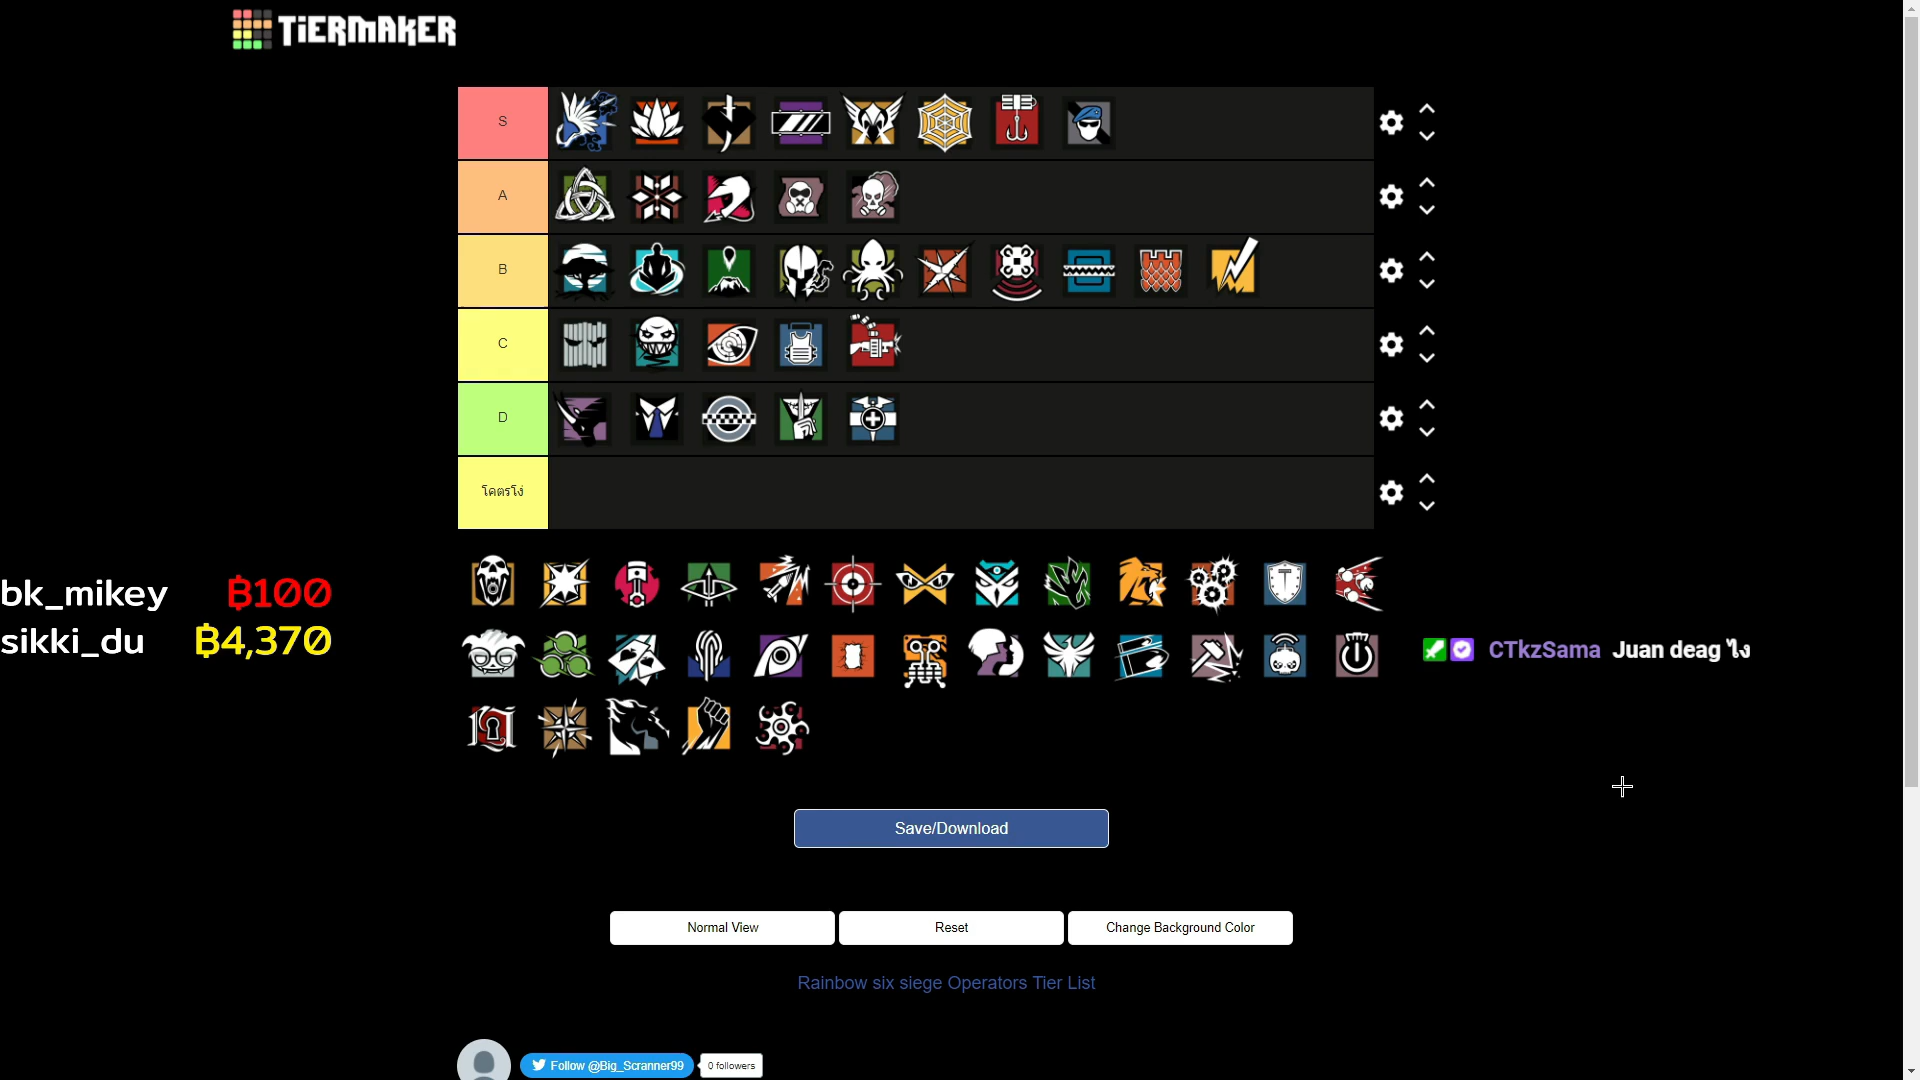 TiERMAKER
S
A
B
C
D
โคตรโง่
bk_mikey ฿100
sikki_du ฿4,370
CTkzSama Juan deag ไง
Save/Download
Normal View
Reset
Change Background Color
Rainbow six siege Operators Tier List
Follow @Big_Scranner99
0 followers